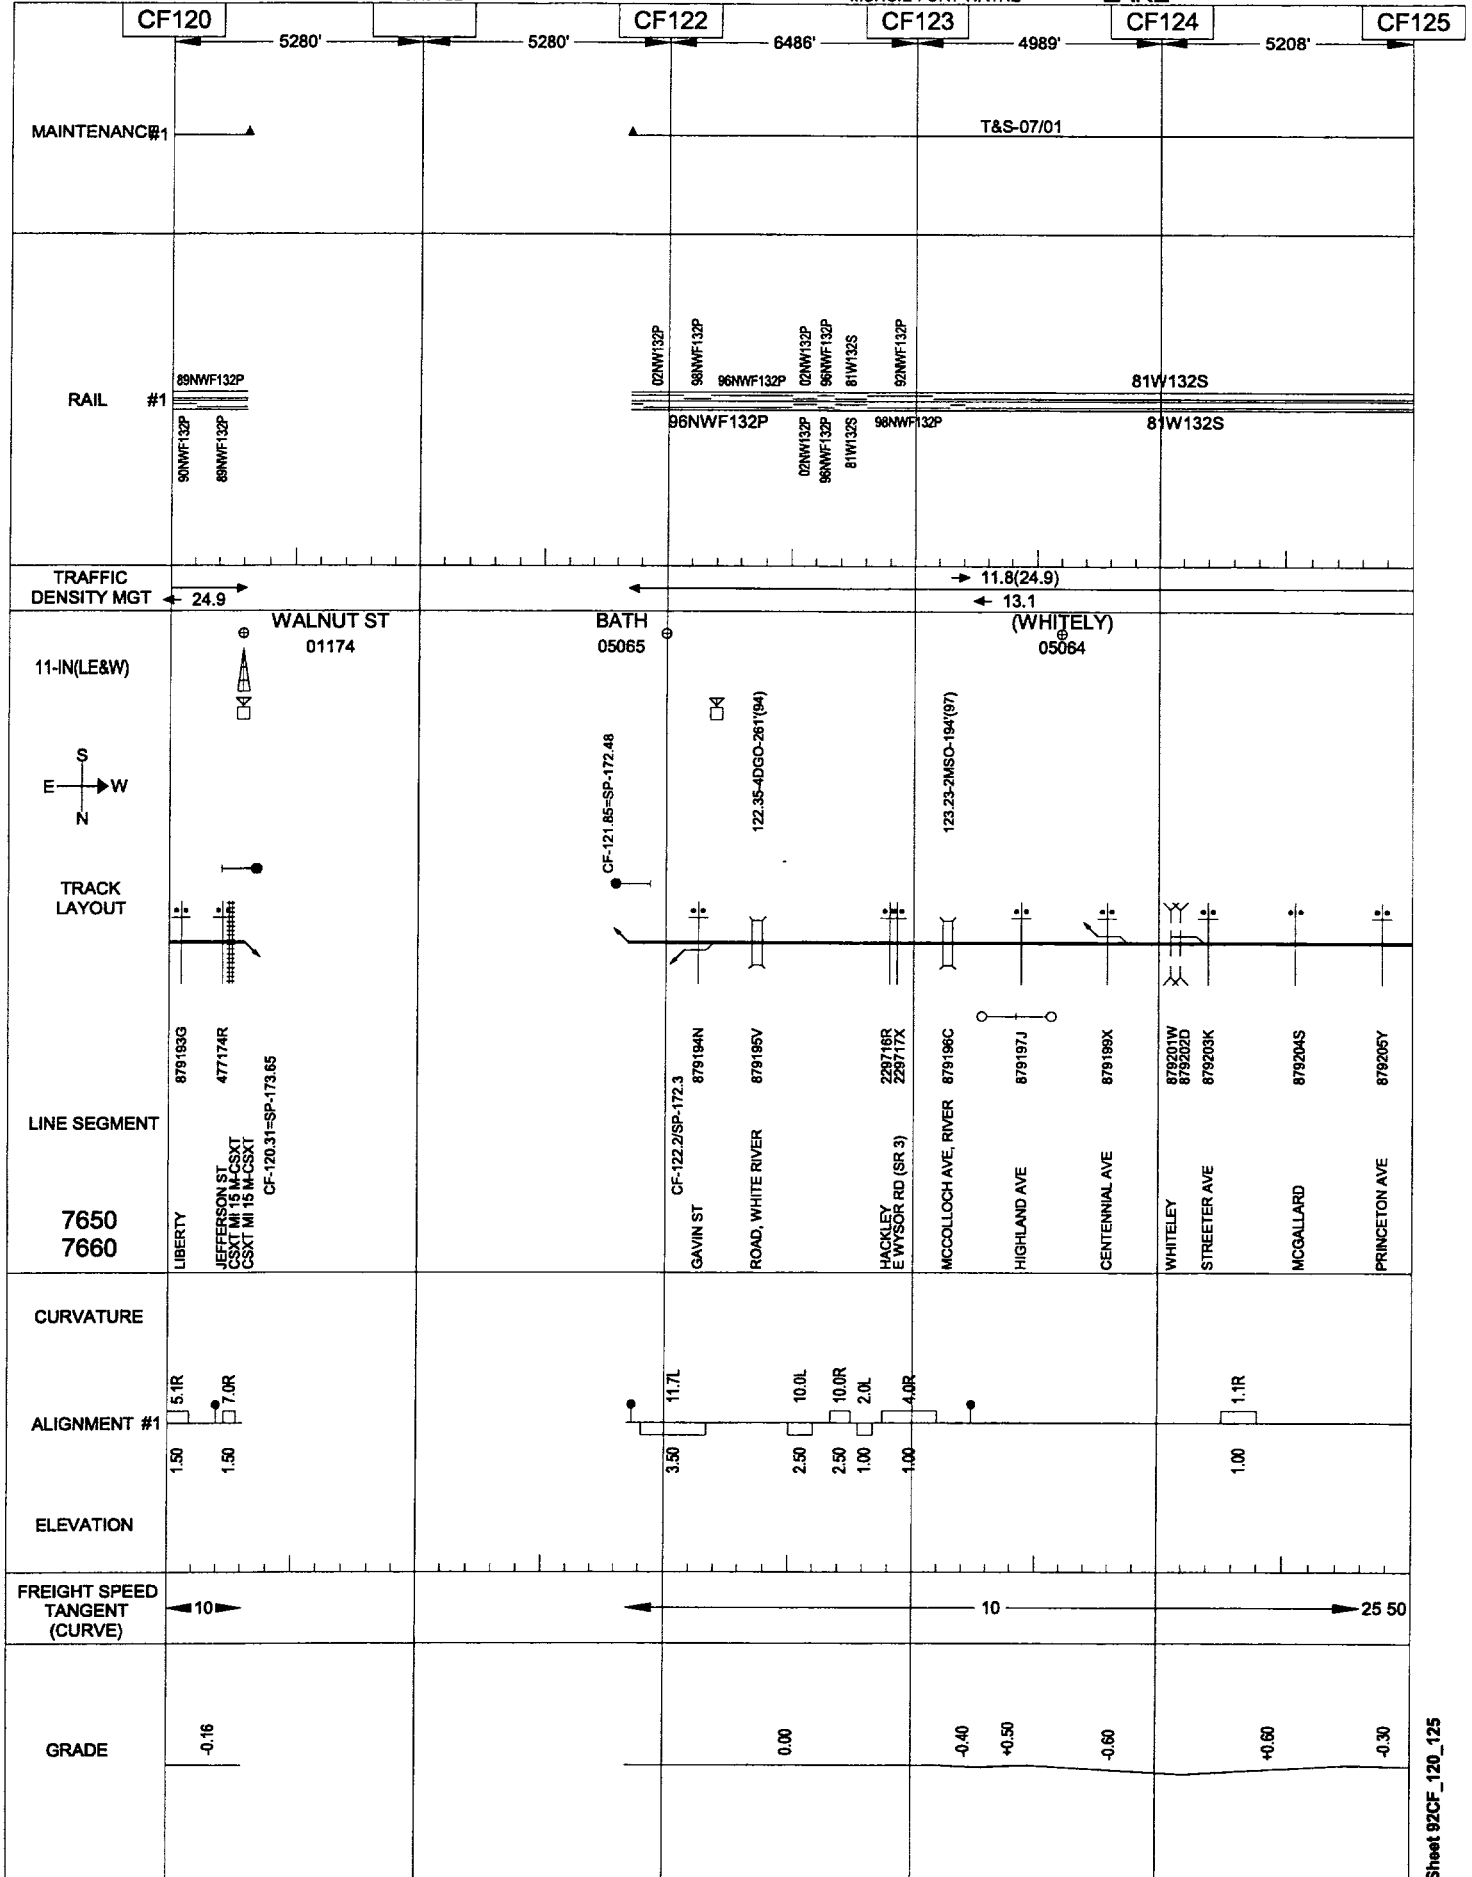 CF120
CF122
CF123
CF124
CF125
5280'
5280'
6486'
4989'
5208'
MAINTENANCE#1
T&S-07/01
RAIL #1
89NWF132P
90NWF132P
89NWF132P
02NW132P
98NWF132P
96NWF132P
02NW132P
96NWF132P
81W132S
92NWF132P
81W132S
96NWF132P
02NW132P
96NWF132P
81W132S
98NWF132P
81W132S
TRAFFIC
DENSITY MGT
24.9
11.8(24.9)
13.1
WALNUT ST
01174
BATH
05065
(WHITELY)
05064
11-IN(LE&W)
S
E W
N
CF-121.85=SP-172.48
122.35-4DGO-261'(94)
123.23-2MSO-194'(97)
TRACK
LAYOUT
LINE SEGMENT
7650
7660
LIBERTY 879193G
JEFFERSON ST 477174R
CSXT MI 15 M-CSXT
CSXT MI 15 M-CSXT
CF-120.31=SP-173.65
CF-122.2/SP-172.3
GAVIN ST 879194N
ROAD, WHITE RIVER 879195V
HACKLEY 229716R
E WYSOR RD (SR 3) 229717X
MCCOLLOCH AVE, RIVER 879196C
HIGHLAND AVE 879197J
CENTENNIAL AVE 879199X
WHITELEY 879201W
879202D
STREETER AVE 879203K
MCGALLARD 879204S
PRINCETON AVE 879205Y
CURVATURE
5.1R
7.0R
11.7L
10.0L
10.0R
2.0L
4.0R
1.1R
ALIGNMENT #1
1.50
1.50
3.50
2.50
2.50
1.00
1.00
1.00
ELEVATION
FREIGHT SPEED
TANGENT
(CURVE)
10
10
25 50
GRADE
-0.16
0.00
-0.40
+0.50
-0.60
+0.60
-0.30
Sheet 92CF_120_125